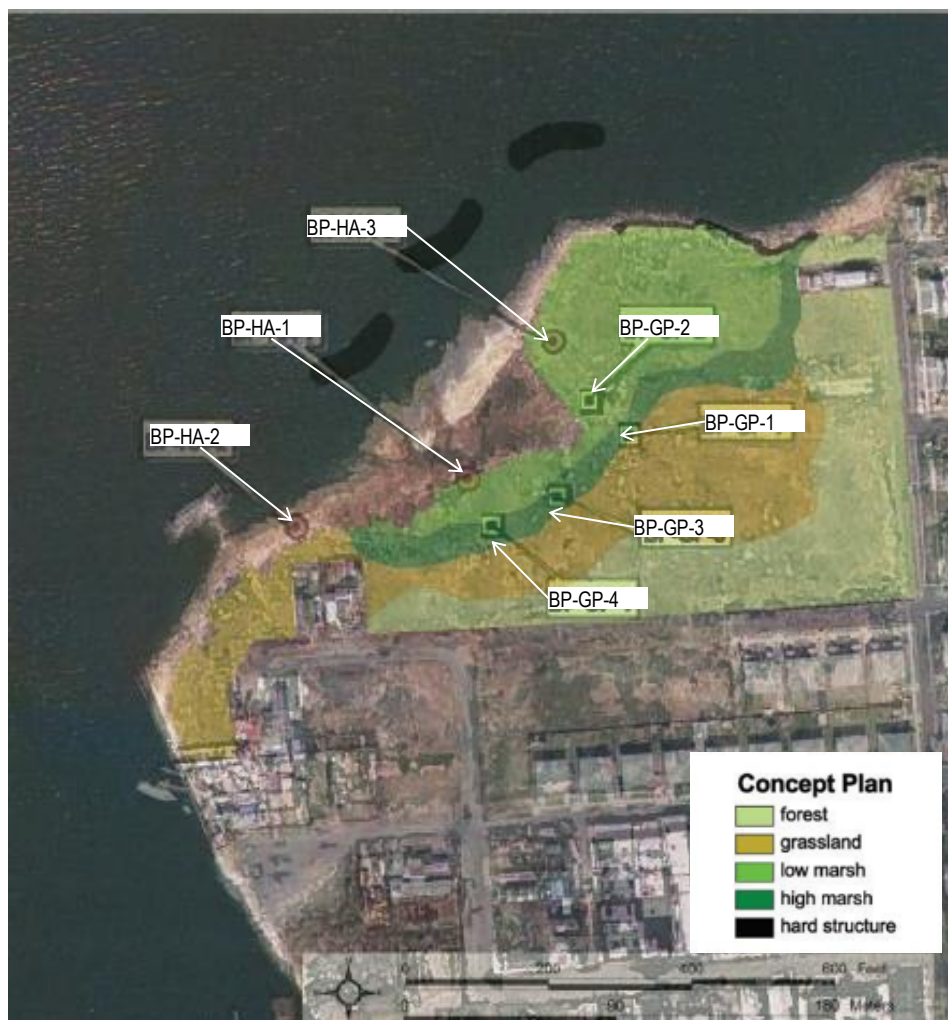 BP-HA-3
BP-HA-1
BP-GP-2
BP-HA-2
BP-GP-1
BP-GP-3
BP-GP-4
Concept Plan
forest
grassland
low marsh
high marsh
hard structure
0 200 400 600 Feet
0 90 180 Meters